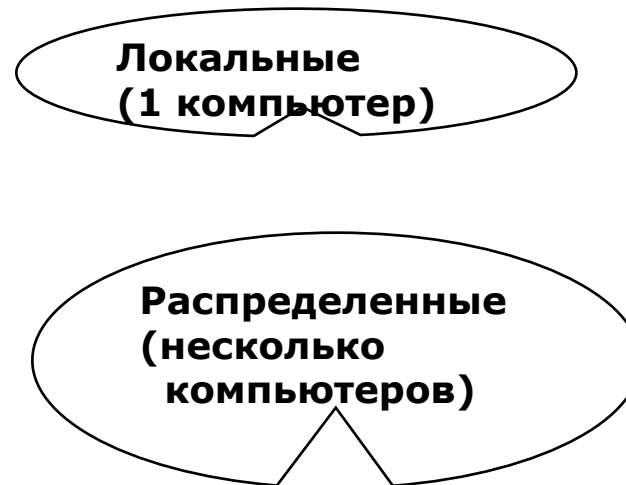 Локальные
(1 компьютер)
Распределенные
(несколько
компьютеров)